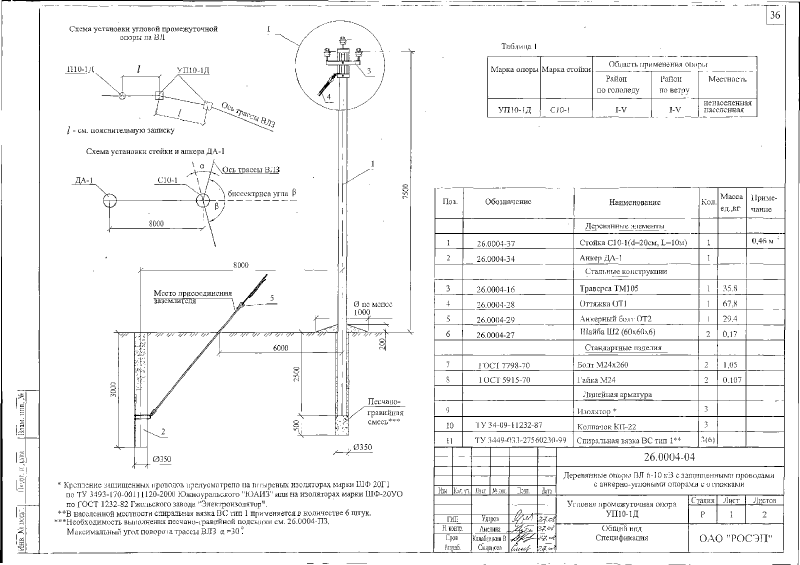 36
Схема установки угловой промежуточной
опоры на ВЛ
П10-1Д
l
УП10-1Д
l
Ось трассы ВЛЗ
l - см. пояснительную записку
Схема установки стойки и анкера ДА-1
ДА-1
С10-1
α
Ось трассы ВЛЗ
биссектриса угла β
β
8000
1
3
4
1
7500
8000
Место присоединения
заземлителя
5
Ø не менее
1000
200
6000
3000
2500
500
2
Ø350
Ø350
Песчано-
гравийная
смесь***
* Крепление защищенных проводов предусмотрено на штыревых изоляторах марки ШФ 20Г1
по ТУ 3493-170-00111120-2000 Южноуральского "ЮАИЗ" или на изоляторах марки ШФ-20УО
по ГОСТ 1232-82 Гжельского завода "Электроизолятор".
**В населенной местности спиральная вязка ВС тип 1 применяется в количестве 6 штук.
***Необходимость выполнения песчано-гравийной подсыпки см. 26.0004-ПЗ.
Максимальный угол поворота трассы ВЛЗ α =30°.
Таблица 1
Марка опоры Марка стойки Область применения опоры
Район по гололеду Район по ветру Местность
УП10-1Д С10-1 I-V I-V ненаселенная населенная
Поз. Обозначение Наименование Кол. Масса ед.,кг Приме-чание
Деревянные элементы
1 26.0004-37 Стойка С10-1(d=20см, L=10м) 1 0,46 м
2 26.0004-34 Анкер ДА-1 1
Стальные конструкции
3 26.0004-16 Траверса ТМ105 1 35.8
4 26.0004-28 Оттяжка ОТ1 1 67,8
5 26.0004-29 Анкерный болт ОТ2 1 29.4
6 26.0004-27 Шайба Ш2 (60х60х6) 2 0.17
Стандартные изделия
7 ГОСТ 7798-70 Болт М24х260 2 1,05
8 ГОСТ 5915-70 Гайка М24 2 0.107
Линейная арматура
9 Изолятор * 3
10 ТУ 34-09-11232-87 Колпачок КП-22 3
11 ТУ 3449-033-27560230-99 Спиральная вязка ВС тип 1** 3(6)
26.0004-04
Деревянные опоры ВЛ 6-10 кВ с защищенными проводами
с анкерно-угловыми опорами с оттяжками
Изм Кол.уч. Лист № док. Подп. Дата
ГИП Ударов
Н. контр. Амелина
Пров Калабашкин В
Разраб.
Угловая промежуточная опора
УП10-1Д
Стадия Лист Листов
Р 1 2
Общий вид
Спецификация
ОАО "РОСЭП"
Взам. инв. №
Подп. и дата
Инв. № подл.